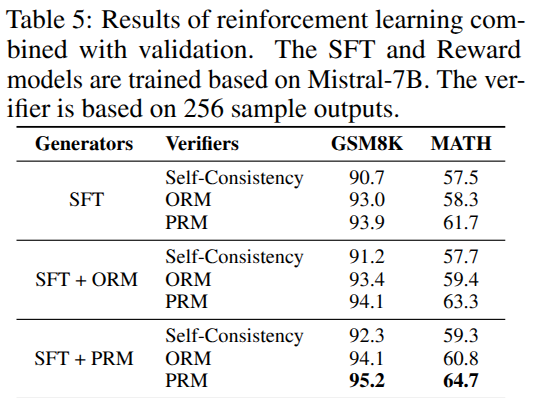 Table 5: Results of reinforcement learning com-
bined with validation. The SFT and Reward
models are trained based on Mistral-7B. The ver-
ifier is based on 256 sample outputs.
Generators Verifiers GSM8K MATH
Self-Consistency 90.7 57.5
SFT ORM 93.0 58.3
PRM 93.9 61.7
Self-Consistency 91.2 57.7
SFT + ORM ORM 93.4 59.4
PRM 94.1 63.3
Self-Consistency 92.3 59.3
SFT + PRM ORM 94.1 60.8
PRM 95.2 64.7